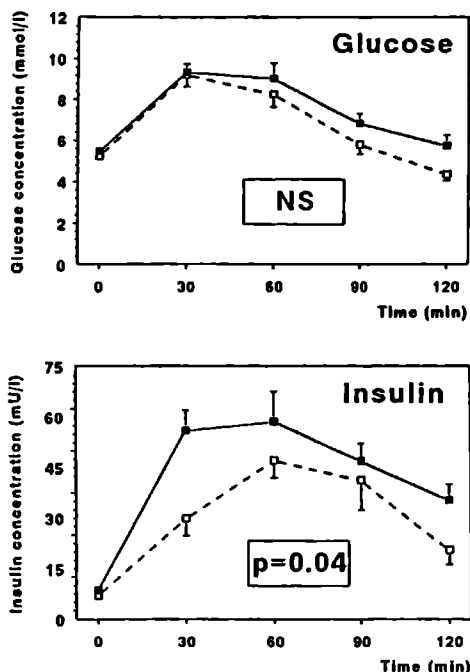 Glucose concentration (mmol/l)
12
10
8
6
4
2
0
Glucose
NS
0 30 60 90 120
Time (min)
Insulin concentration (mU/l)
75
60
45
30
15
0
Insulin
p=0.04
0 30 60 90 120
Time (min)